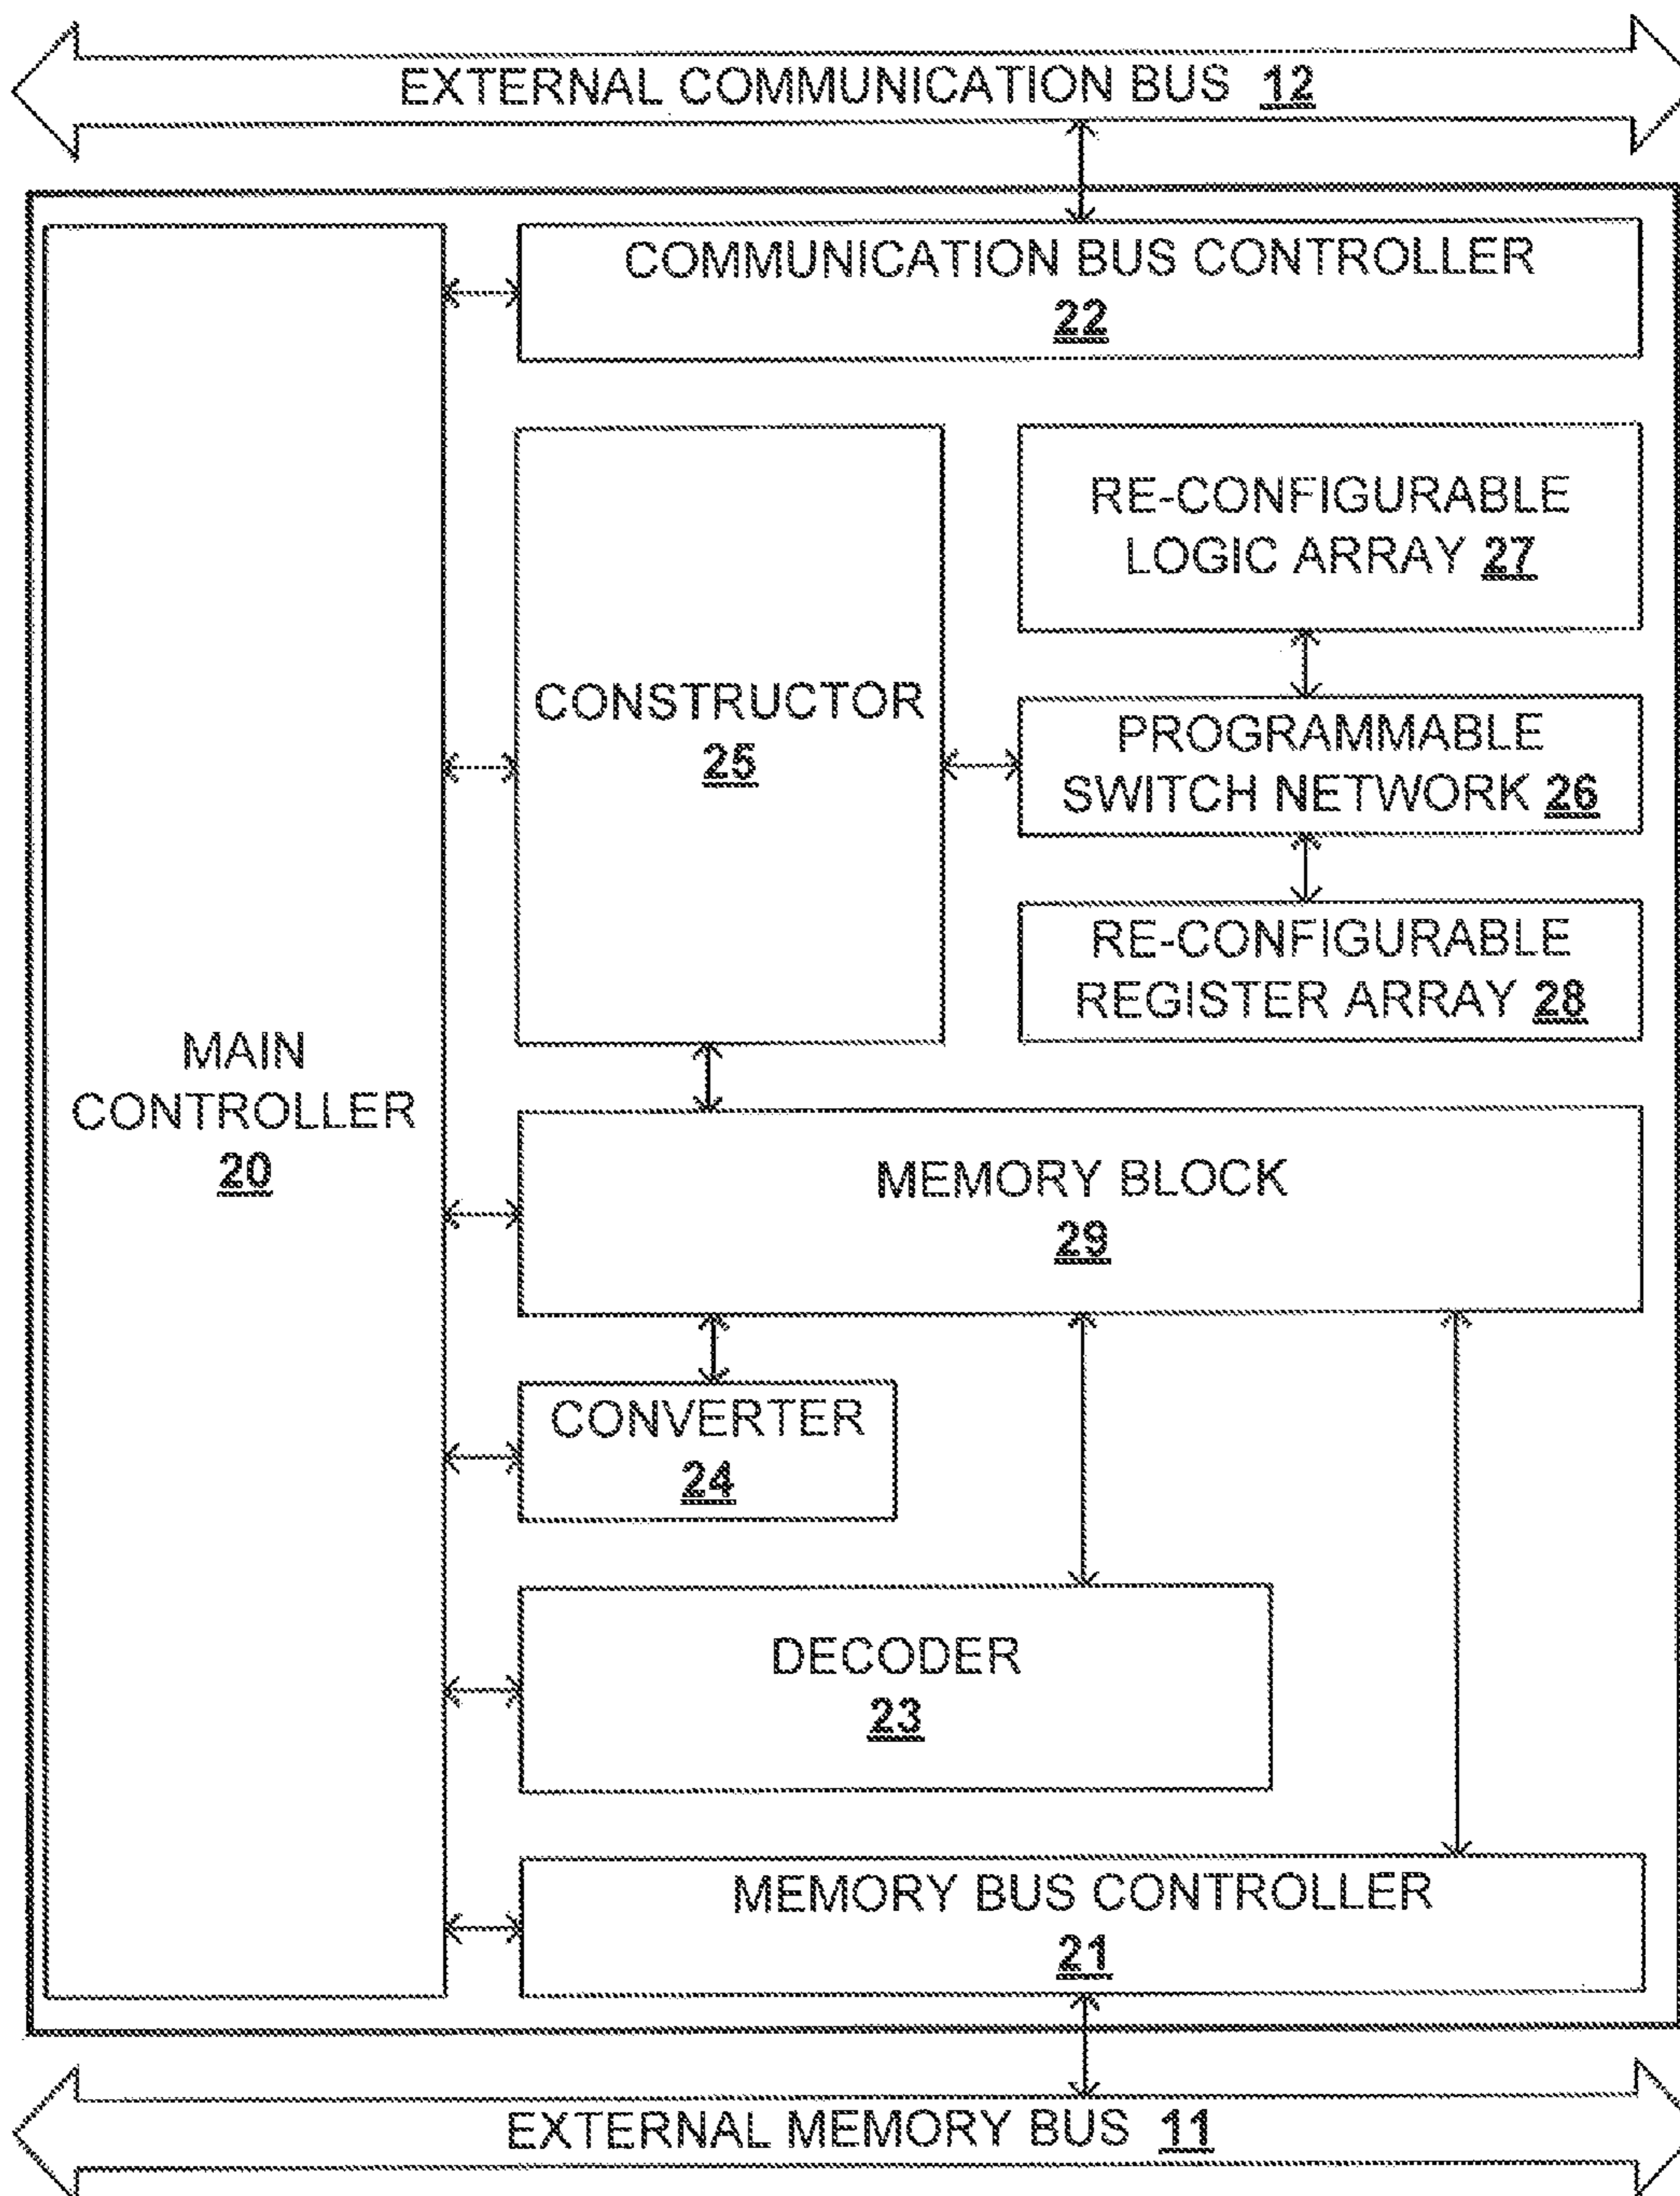 EXTERNAL COMMUNICATION BUS 12
COMMUNICATION BUS CONTROLLER
22
RE-CONFIGURABLE
LOGIC ARRAY 27
CONSTRUCTOR
25
PROGRAMMABLE
SWITCH NETWORK 26
RE-CONFIGURABLE
REGISTER ARRAY 28
MAIN
CONTROLLER
20
MEMORY BLOCK
29
CONVERTER
24
DECODER
23
MEMORY BUS CONTROLLER
21
EXTERNAL MEMORY BUS 11